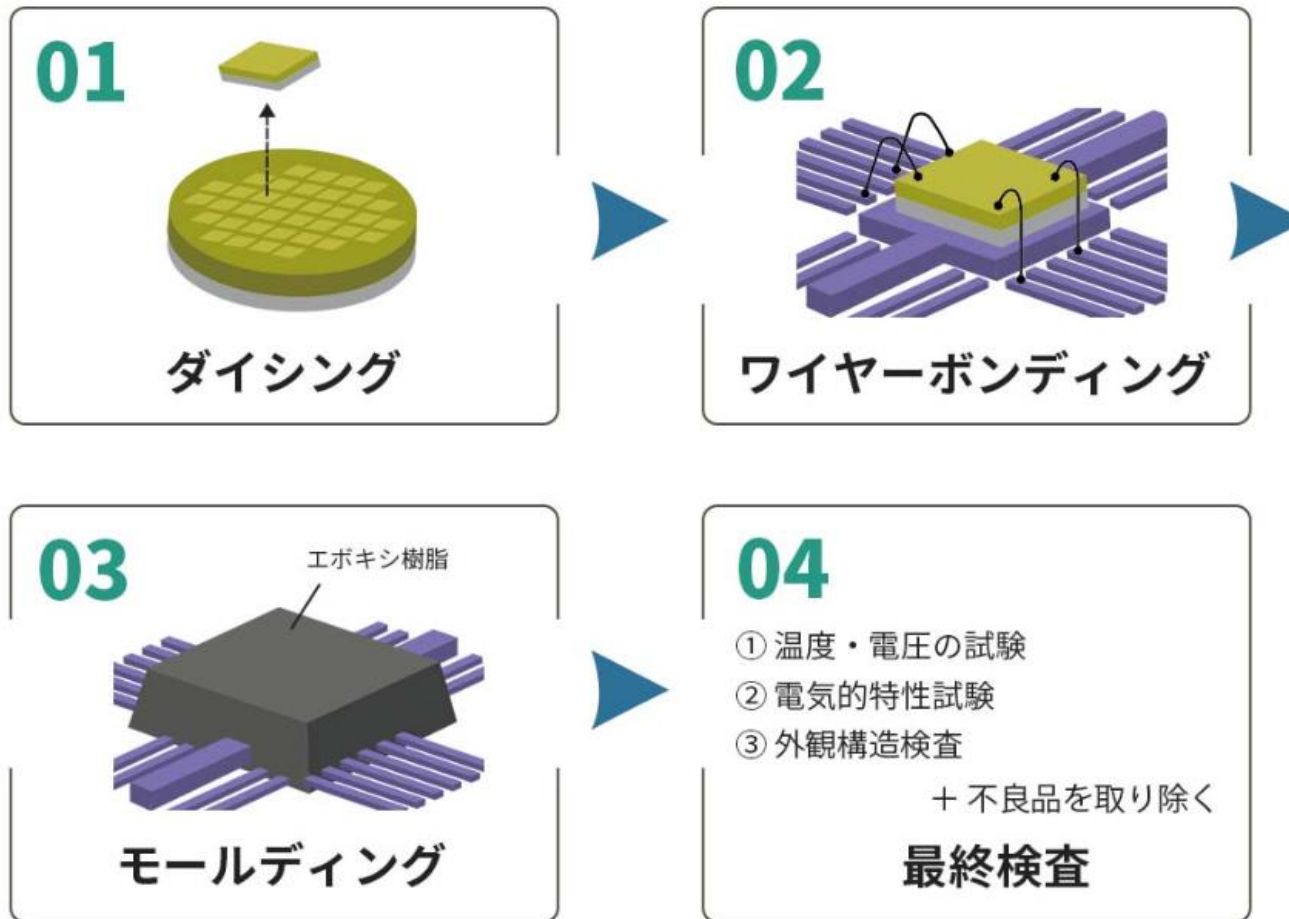 01
ダイシング
02
ワイヤーボンディング
03
エボキシ樹脂
モールディング
04
① 温度・電圧の試験
② 電気的特性試験
③ 外観構造検査
＋ 不良品を取り除く
最終検査